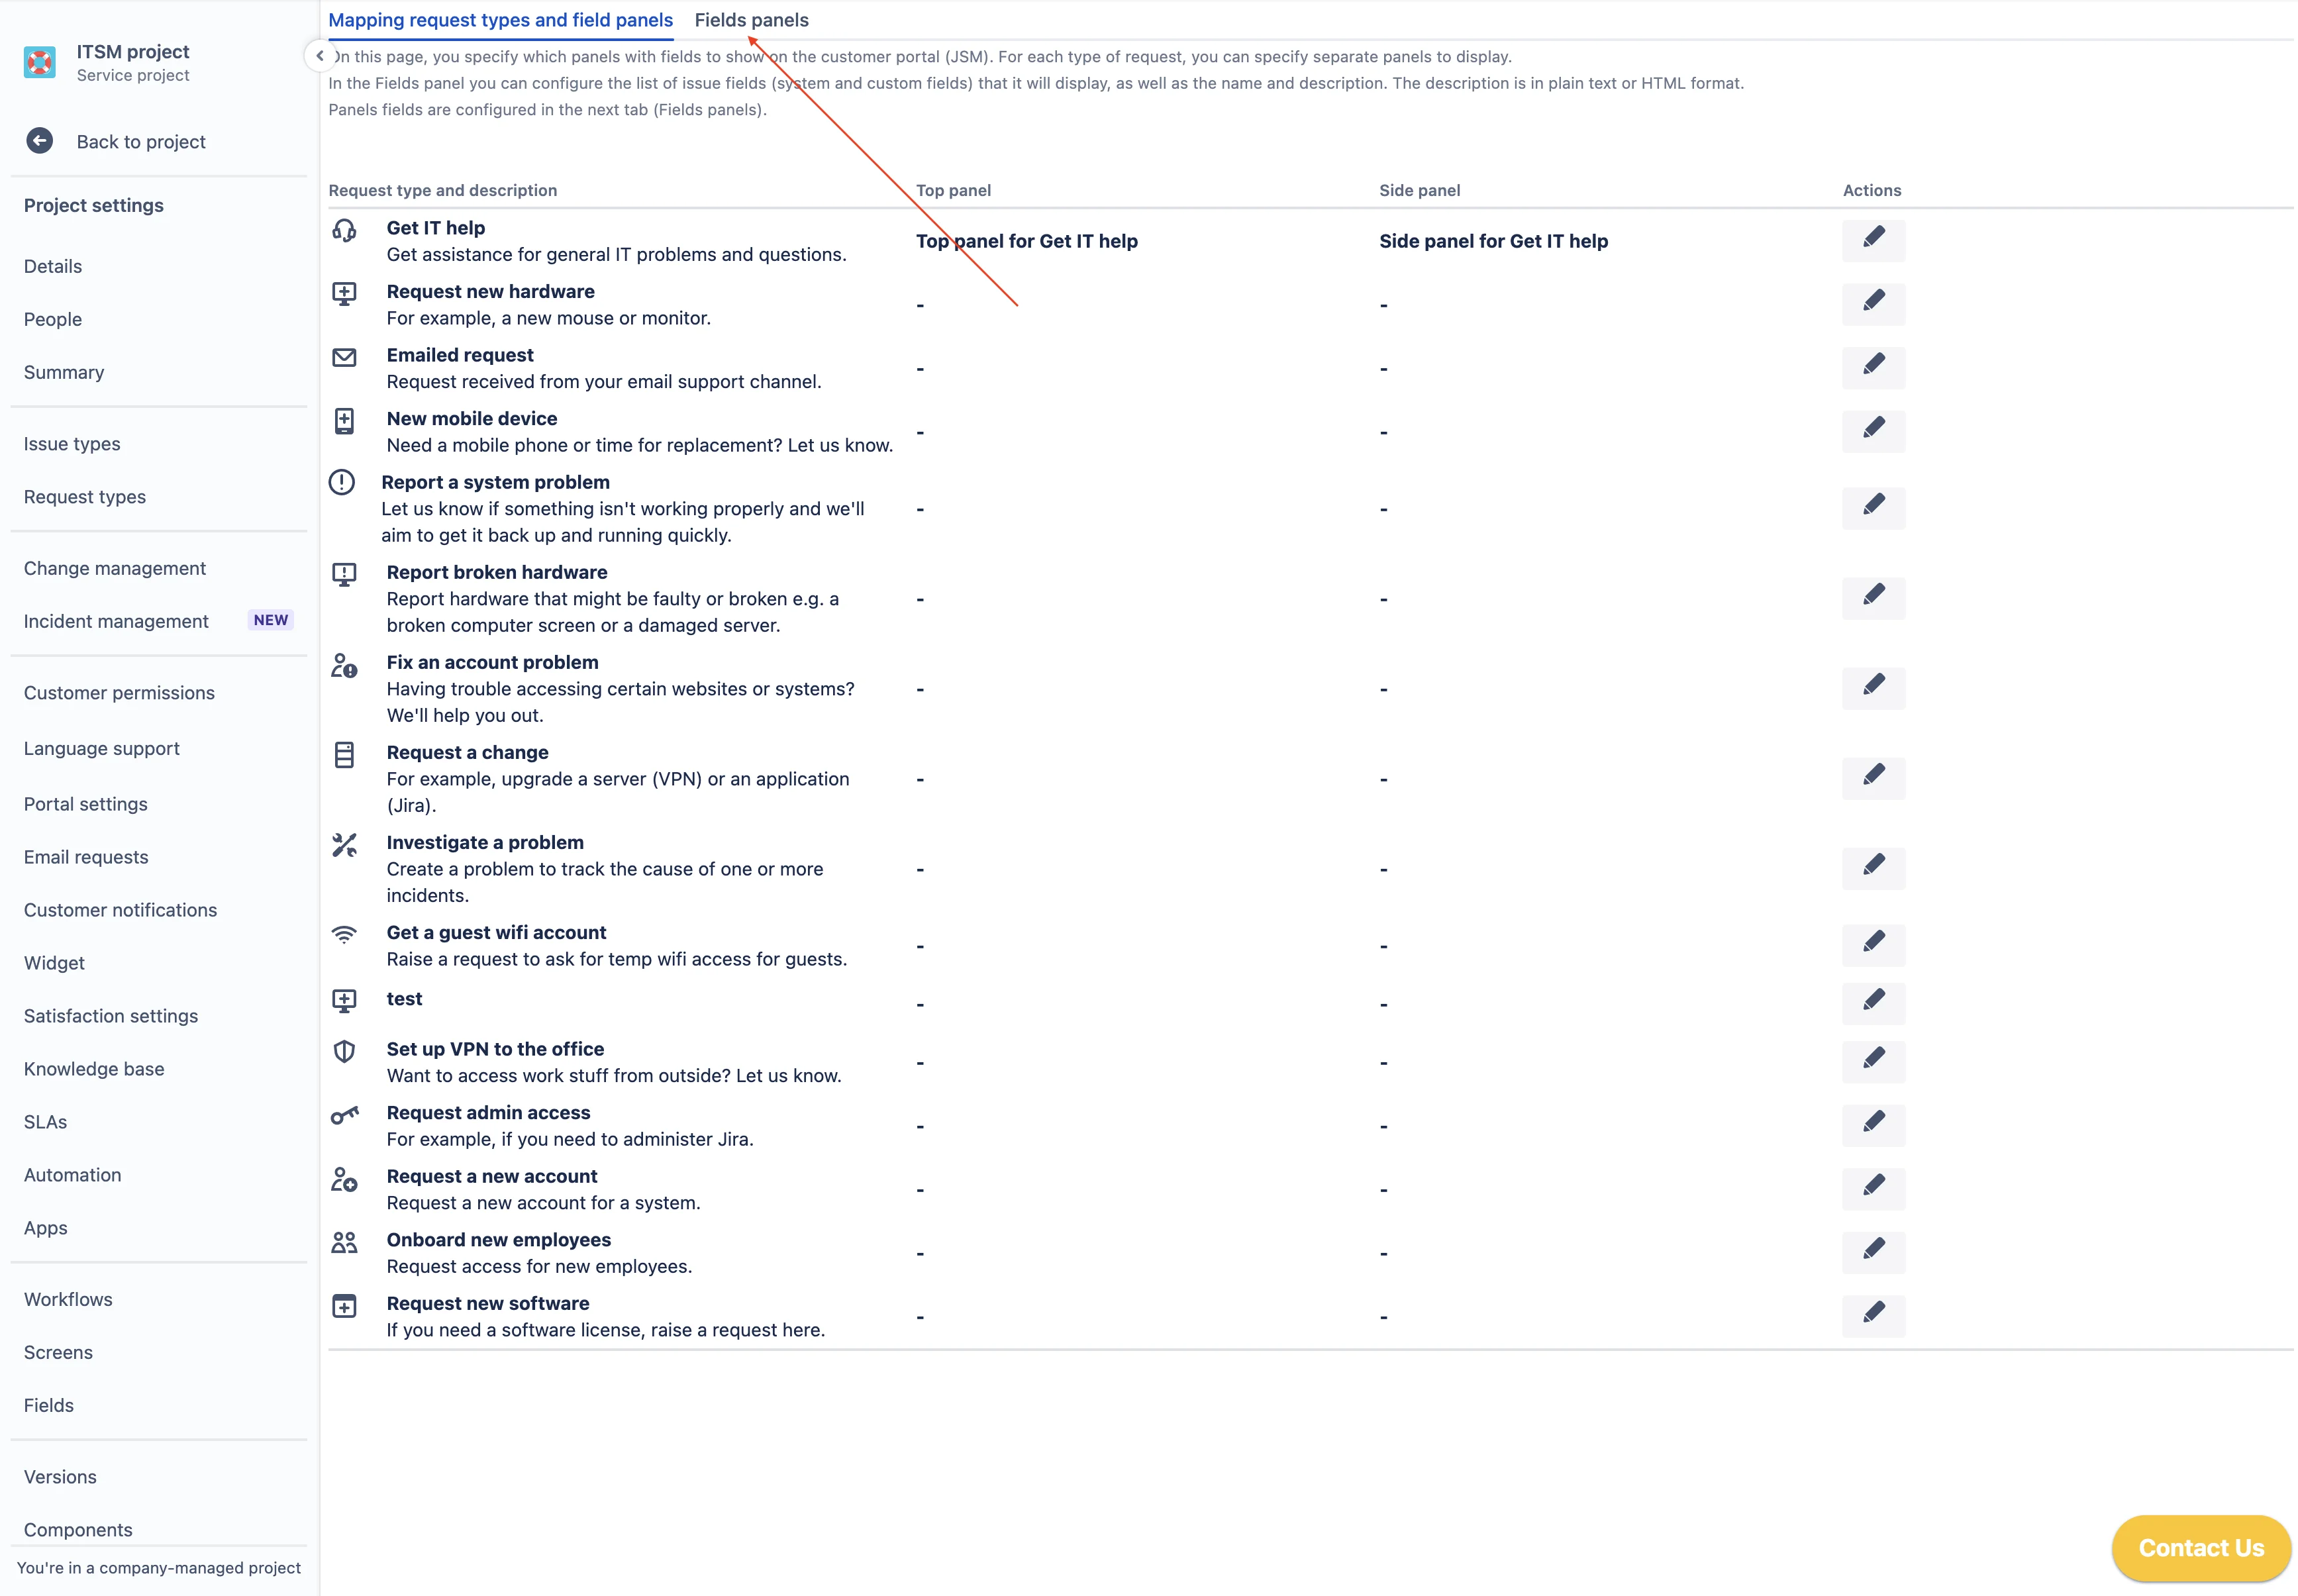 ITSM project
Service project
Back to project
Project settings
Details
People
Summary
Issue types
Request types
Change management
Incident management NEW
Customer permissions
Language support
Portal settings
Email requests
Customer notifications
Widget
Satisfaction settings
Knowledge base
SLAs
Automation
Apps
Workflows
Screens
Fields
Versions
Components
You're in a company-managed project
Mapping request types and field panels Fields panels
On this page, you specify which panels with fields to show on the customer portal (JSM). For each type of request, you can specify separate panels to display.
In the Fields panel you can configure the list of issue fields (system and custom fields) that it will display, as well as the name and description. The description is in plain text or HTML format.
Panels fields are configured in the next tab (Fields panels).
Request type and description Top panel Side panel Actions
Get IT help
Get assistance for general IT problems and questions.
Top panel for Get IT help Side panel for Get IT help
Request new hardware
For example, a new mouse or monitor.
- -
Emailed request
Request received from your email support channel.
- -
New mobile device
Need a mobile phone or time for replacement? Let us know.
- -
Report a system problem
Let us know if something isn't working properly and we'll
aim to get it back up and running quickly.
- -
Report broken hardware
Report hardware that might be faulty or broken e.g. a
broken computer screen or a damaged server.
- -
Fix an account problem
Having trouble accessing certain websites or systems?
We'll help you out.
- -
Request a change
For example, upgrade a server (VPN) or an application
(Jira).
- -
Investigate a problem
Create a problem to track the cause of one or more
incidents.
- -
Get a guest wifi account
Raise a request to ask for temp wifi access for guests.
- -
test
- -
Set up VPN to the office
Want to access work stuff from outside? Let us know.
- -
Request admin access
For example, if you need to administer Jira.
- -
Request a new account
Request a new account for a system.
- -
Onboard new employees
Request access for new employees.
- -
Request new software
If you need a software license, raise a request here.
- -
Contact Us